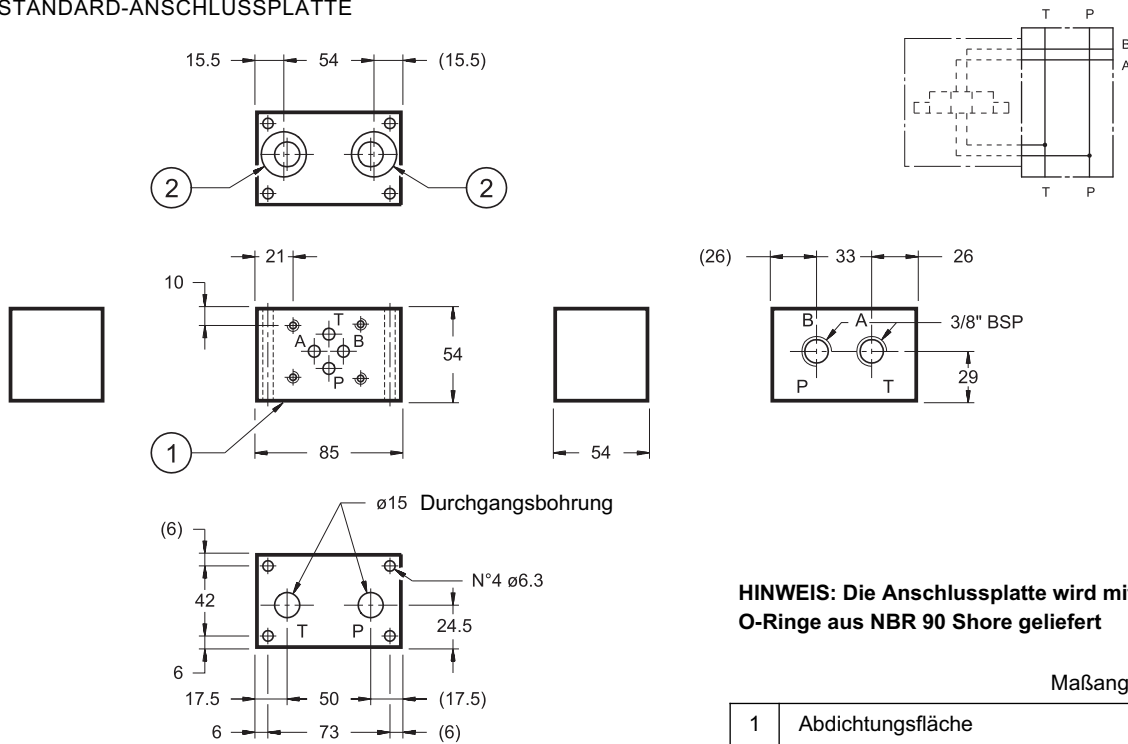 STANDARD-ANSCHLUSSPLATTE
T P
15.5 54 (15.5)
B
A
2 2
T P
21
10
T
A B
P
54
1
85
54
(26) 33 26
B A
3/8" BSP
P T
29
ø15 Durchgangsbohrung
(6)
N°4 ø6.3
42
T P
24.5
6
17.5 50 (17.5)
6 73 (6)
HINWEIS: Die Anschlussplatte wird mi
O-Ringe aus NBR 90 Shore geliefert
Maßang
1 Abdichtungsfläche